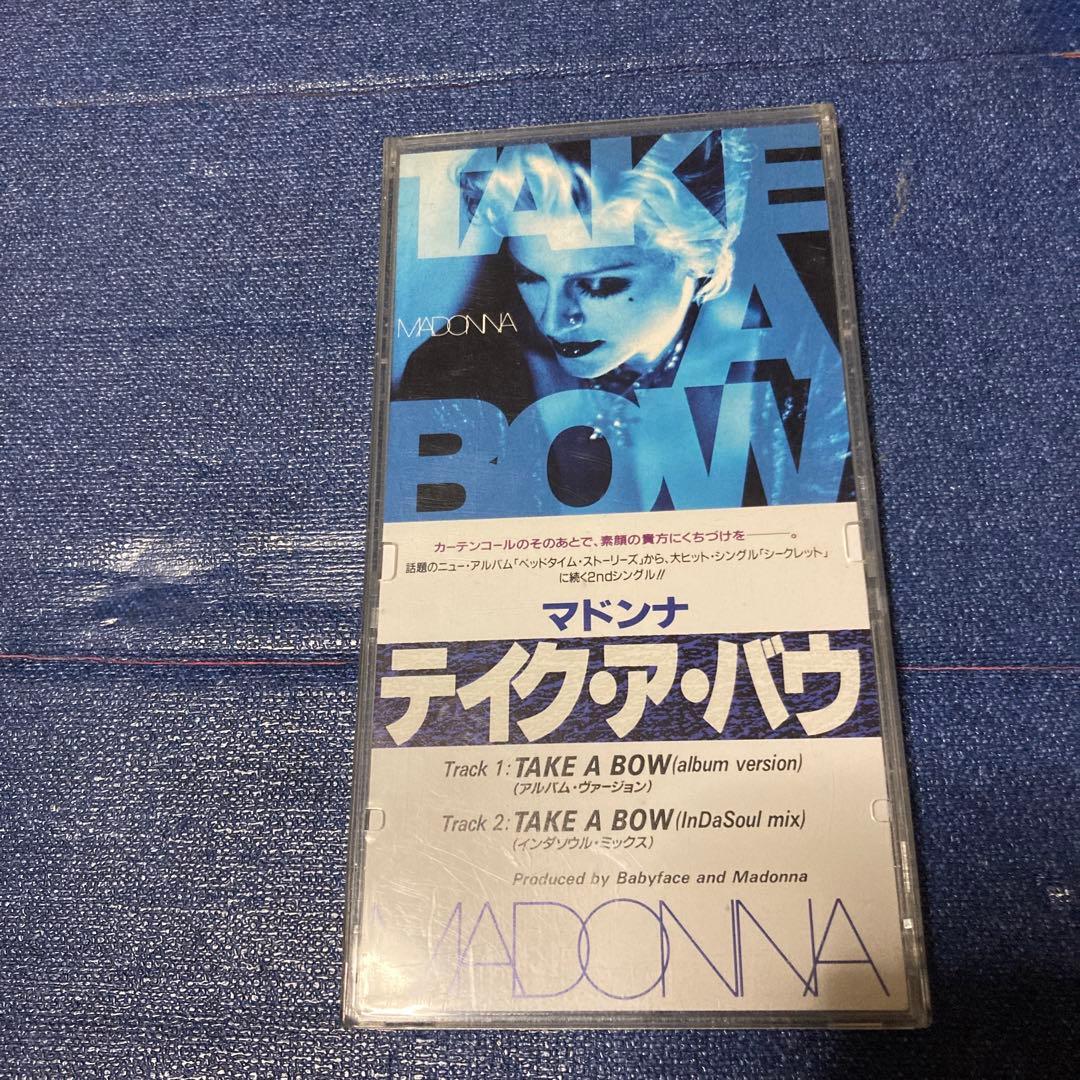 TAKE
A
MADONNA
BOW
カーテンコールのそのあとで、素顔の貴方にくちづけを――。
話題のニュー・アルバム「ベッドタイム・ストーリーズ」から、大ヒット・シングル「シークレット」
に続く2ndシングル!!
マドンナ
テイク・ア・バウ
Track 1: TAKE A BOW (album version)
(アルバム・ヴァージョン)
Track 2: TAKE A BOW (InDaSoul mix)
(インダソウル・ミックス)
Produced by Babyface and Madonna
MADONNA